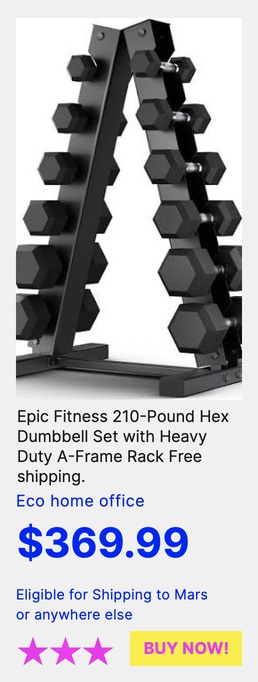 Epic Fitness 210-Pound Hex
Dumbbell Set with Heavy
Duty A-Frame Rack Free
shipping.
Eco home office
$369.99
Eligible for Shipping to Mars
or anywhere else
BUY NOW!